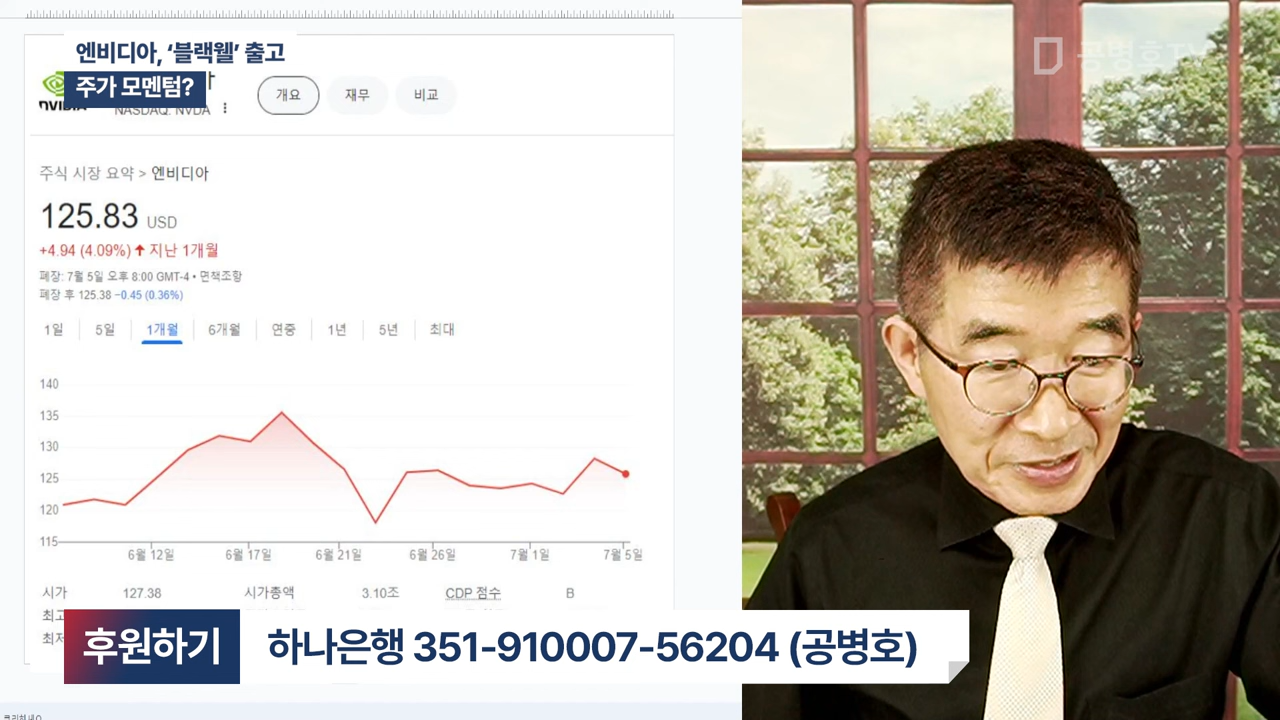 엔비디아, ‘블랙웰’ 출고
주가 모멘텀?
NVIDIA
NASDAQ: NVDA
개요
재무
비교
공병호TV
주식 시장 요약 > 엔비디아
125.83 USD
+4.94 (4.09%) ↑ 지난 1개월
폐장: 7월 5일 오후 8:00 GMT-4 • 면책조항
폐장 후 125.38 −0.45 (0.36%)
1일 5일 1개월 6개월 연중 1년 5년 최대
140
135
130
125
120
115
6월 12일 6월 17일 6월 21일 6월 26일 7월 1일 7월 5일
시가 127.38 시가총액 3.10조 CDP 점수 B
최고
최저
후원하기
하나은행 351-910007-56204 (공병호)